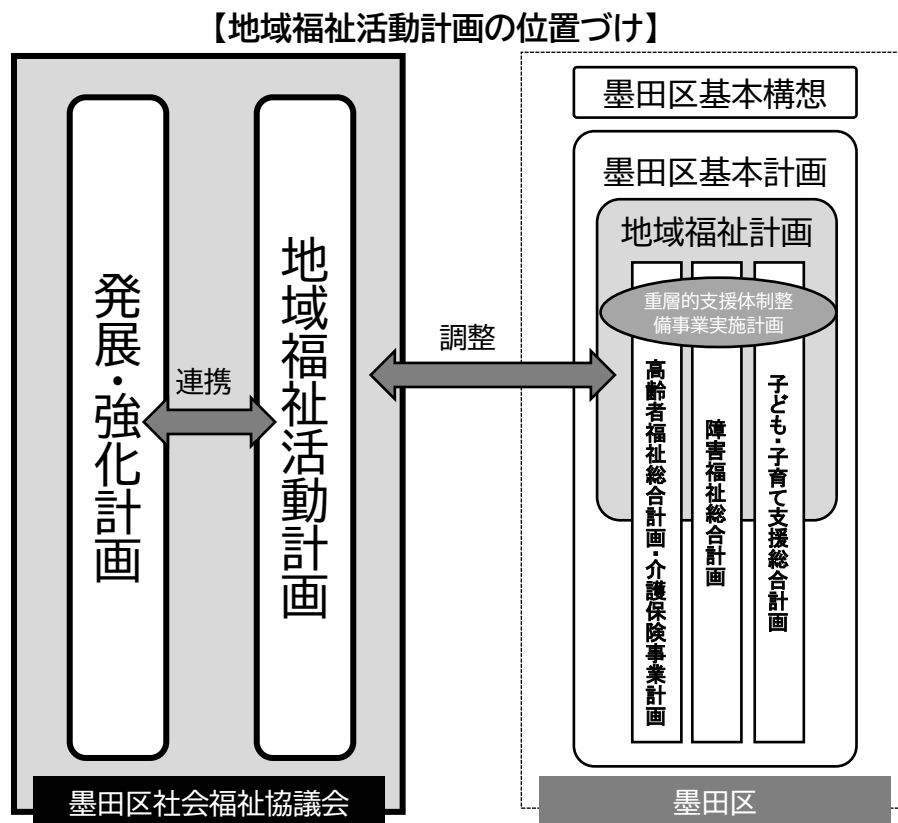 【地域福祉活動計画の位置づけ】
発展・強化計画
連携
地域福祉活動計画
墨田区社会福祉協議会
調整
墨田区基本構想
墨田区基本計画
地域福祉計画
重層的支援体制整
備事業実施計画
高齢者福祉総合計画・介護保険事業計画
障害福祉総合計画
子ども・子育て支援総合計画
墨田区